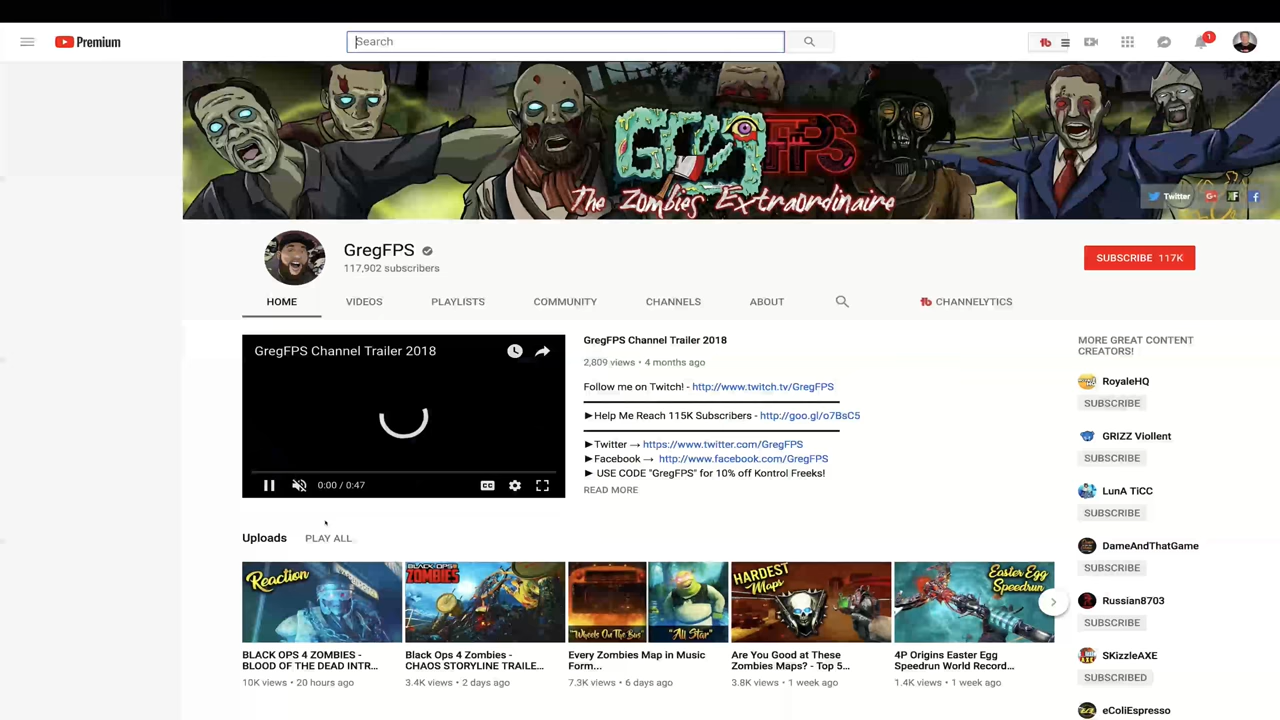 Premium
Search
tb
1
GREG FPS
The Zombies Extraordinaire
Twitter
GregFPS
117,902 subscribers
SUBSCRIBE 117K
HOME
VIDEOS
PLAYLISTS
COMMUNITY
CHANNELS
ABOUT
tb CHANNELYTICS
GregFPS Channel Trailer 2018
0:00 / 0:47
CC
GregFPS Channel Trailer 2018
2,809 views • 4 months ago
Follow me on Twitch! - http://www.twitch.tv/GregFPS
►Help Me Reach 115K Subscribers - http://goo.gl/o7BsC5
►Twitter → https://www.twitter.com/GregFPS
►Facebook → http://www.facebook.com/GregFPS
► USE CODE "GregFPS" for 10% off Kontrol Freeks!
READ MORE
MORE GREAT CONTENT
CREATORS!
RoyaleHQ
SUBSCRIBE
GRIZZ Viollent
SUBSCRIBE
LunA TiCC
SUBSCRIBE
DameAndThatGame
SUBSCRIBE
Russian8703
SUBSCRIBE
SKizzleAXE
SUBSCRIBED
eColiEspresso
Uploads PLAY ALL
Reaction
BLACK OPS 4 ZOMBIES -
BLOOD OF THE DEAD INTR...
10K views • 20 hours ago
BLACK OPS 4
ZOMBIES
Black Ops 4 Zombies -
CHAOS STORYLINE TRAILE...
3.4K views • 2 days ago
"Wheels On The Bus"
"All Star"
Every Zombies Map in Music
Form...
7.3K views • 6 days ago
HARDEST
Maps?
Are You Good at These
Zombies Maps? - Top 5...
3.8K views • 1 week ago
Easter Egg
Speedrun
4P Origins Easter Egg
Speedrun World Record...
1.4K views • 1 week ago